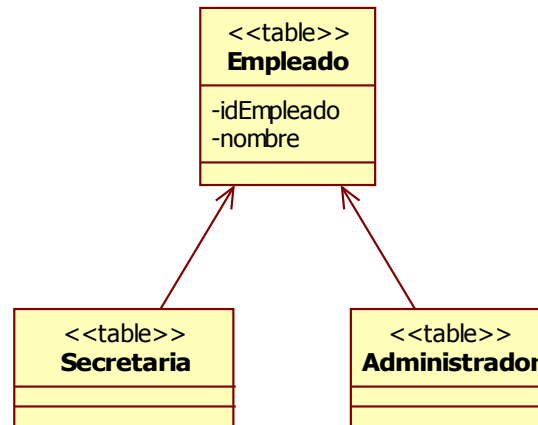 <<table>>
Empleado
-idEmpleado
-nombre
<<table>>
Secretaria
<<table>>
Administrador